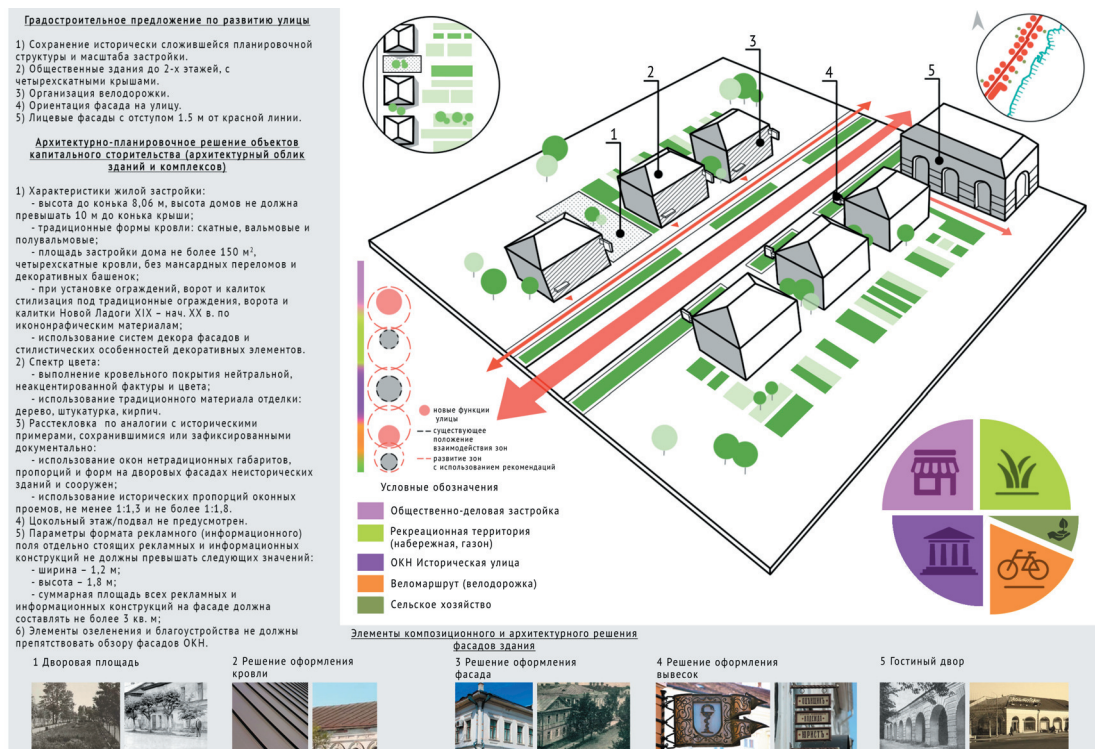 Градостроительное предложение по развитию улицы
1) Сохранение исторически сложившейся планировочной
структуры и масштаба застройки.
2) Общественные здания до 2-х этажей, с
четырехскатными крышами.
3) Организация велодорожки.
4) Ориентация фасада на улицу.
5) Лицевые фасады с отступом 1.5 м от красной линии.
Архитектурно-планировочное решение объектов
капитального сторительства (архитектурный облик
зданий и комплексов)
1) Характеристики жилой застройки:
- высота до конька 8,06 м, высота домов не должна
превышать 10 м до конька крыши;
- традиционные формы кровли: скатные, вальмовые и
полувальмовые;
- площадь застройки дома не более 150 м²,
четырехскатные кровли, без мансардных переломов и
декоративных башенок;
- при установке ограждений, ворот и калиток
стилизация под традиционные ограждения, ворота и
калитки Новой Ладоги XIX – нач. XX в. по
икононрафическим материалам;
- использование систем декора фасадов и
стилистических особенностей декоративных элементов.
2) Спектр цвета:
- выполнение кровельного покрытия нейтральной,
неакцентированной фактуры и цвета;
- использование традиционного материала отделки:
дерево, штукатурка, кирпич.
3) Расстекловка по аналогии с историческими
примерами, сохранившимися или зафиксированными
документально:
- использование окон нетрадиционных габаритов,
пропорций и форм на дворовых фасадах неисторических
зданий и сооружен;
- использование исторических пропорций оконных
проемов, не менее 1:1,3 и не более 1:1,8.
4) Цокольный этаж/подвал не предусмотрен.
5) Параметры формата рекламного (информационного)
поля отдельно стоящих рекламных и информационных
конструкций не должны превышать следующих значений:
- ширина – 1,2 м;
- высота – 1,8 м;
- суммарная площадь всех рекламных и
информационных конструкций на фасаде должна
составлять не более 3 кв. м;
6) Элементы озеленения и благоустройства не должны
препятствовать обзору фасадов ОКН.
1
2
3
4
5
новые функции
улицы
существующее
положение
взаимодействия зон
развитие зон
с использованием рекомендаций
Условные обозначения
Общественно-деловая застройка
Рекреационная территория
(набережная, газон)
ОКН Историческая улица
Веломаршрут (велодорожка)
Сельское хозяйство
Элементы композиционного и архитектурного решения
фасадов здания
1 Дворовая площадь
2 Решение оформления
кровли
3 Решение оформления
фасада
4 Решение оформления
вывесок
5 Гостиный двор